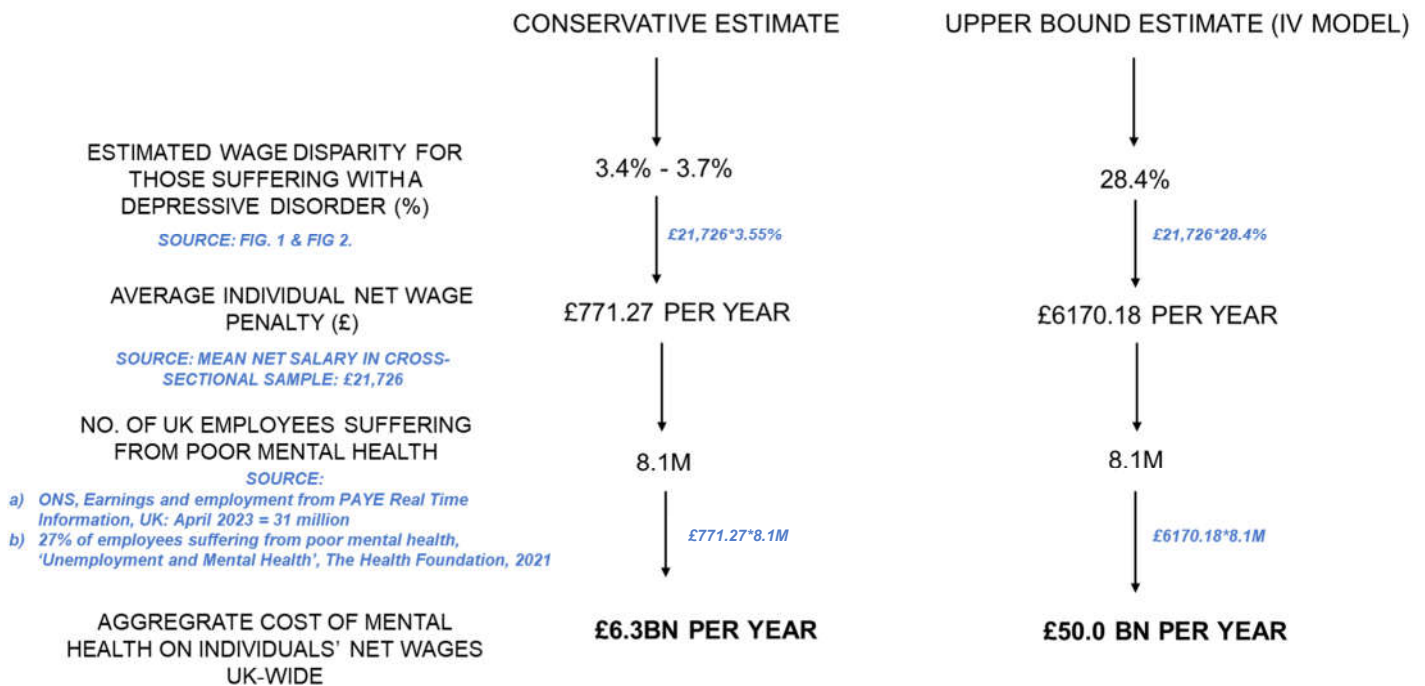 CONSERVATIVE ESTIMATE
UPPER BOUND ESTIMATE (IV MODEL)
ESTIMATED WAGE DISPARITY FOR
THOSE SUFFERING WITH A
DEPRESSIVE DISORDER (%)
SOURCE: FIG. 1 & FIG 2.
3.4% - 3.7%
28.4%
£21,726*3.55%
£21,726*28.4%
AVERAGE INDIVIDUAL NET WAGE
PENALTY (£)
SOURCE: MEAN NET SALARY IN CROSS-
SECTIONAL SAMPLE: £21,726
£771.27 PER YEAR
£6170.18 PER YEAR
NO. OF UK EMPLOYEES SUFFERING
FROM POOR MENTAL HEALTH
SOURCE:
a) ONS, Earnings and employment from PAYE Real Time
Information, UK: April 2023 = 31 million
b) 27% of employees suffering from poor mental health,
‘Unemployment and Mental Health’, The Health Foundation, 2021
8.1M
8.1M
£771.27*8.1M
£6170.18*8.1M
AGGREGRATE COST OF MENTAL
HEALTH ON INDIVIDUALS’ NET WAGES
UK-WIDE
£6.3BN PER YEAR
£50.0 BN PER YEAR